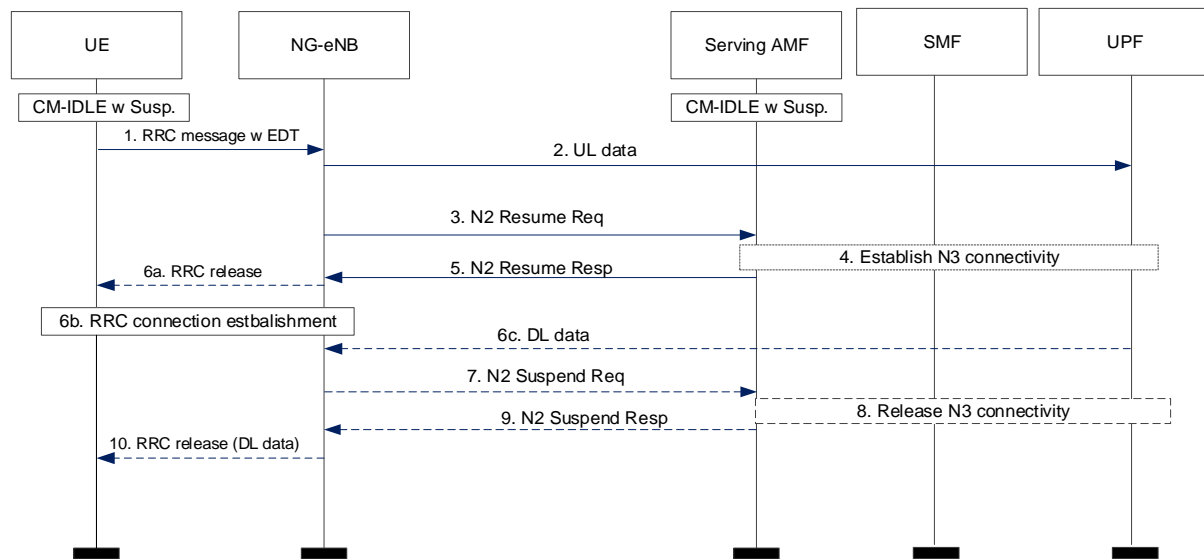 UE
NG-eNB
Serving AMF
SMF
UPF
CM-IDLE w Susp.
CM-IDLE w Susp.
1. RRC message w EDT
2. UL data
3. N2 Resume Req
4. Establish N3 connectivity
5. N2 Resume Resp
6a. RRC release
6b. RRC connection estbalishment
6c. DL data
7. N2 Suspend Req
8. Release N3 connectivity
9. N2 Suspend Resp
10. RRC release (DL data)